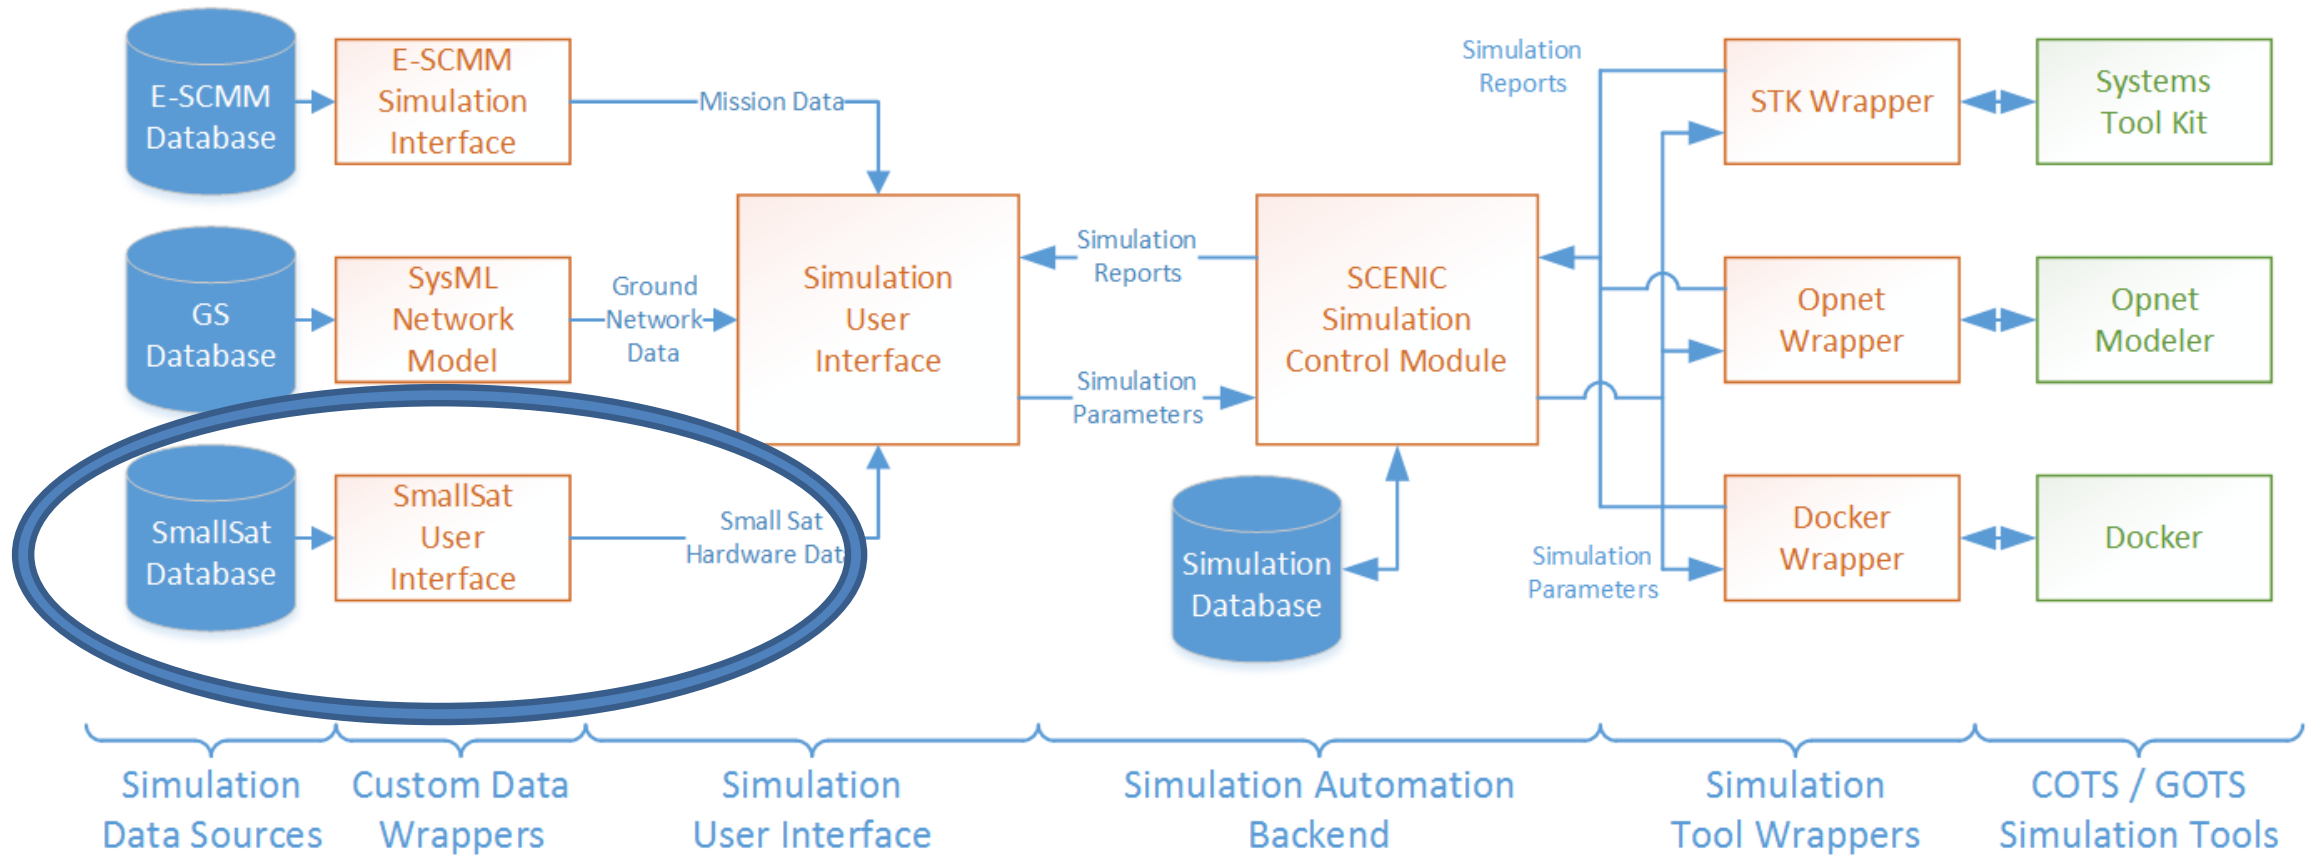 E-SCMM
Database
E-SCMM
Simulation
Interface
Mission Data
Simulation
Reports
STK Wrapper
Systems
Tool Kit
GS
Database
SysML
Network
Model
Ground
Network
Data
Simulation
User
Interface
Simulation
Reports
Simulation
Parameters
SCENIC
Simulation
Control Module
Opnet
Wrapper
Opnet
Modeler
SmallSat
Database
SmallSat
User
Interface
Small Sat
Hardware Data
Simulation
Database
Simulation
Parameters
Docker
Wrapper
Docker
Simulation
Data Sources
Custom Data
Wrappers
Simulation
User Interface
Simulation Automation
Backend
Simulation
Tool Wrappers
COTS / GOTS
Simulation Tools